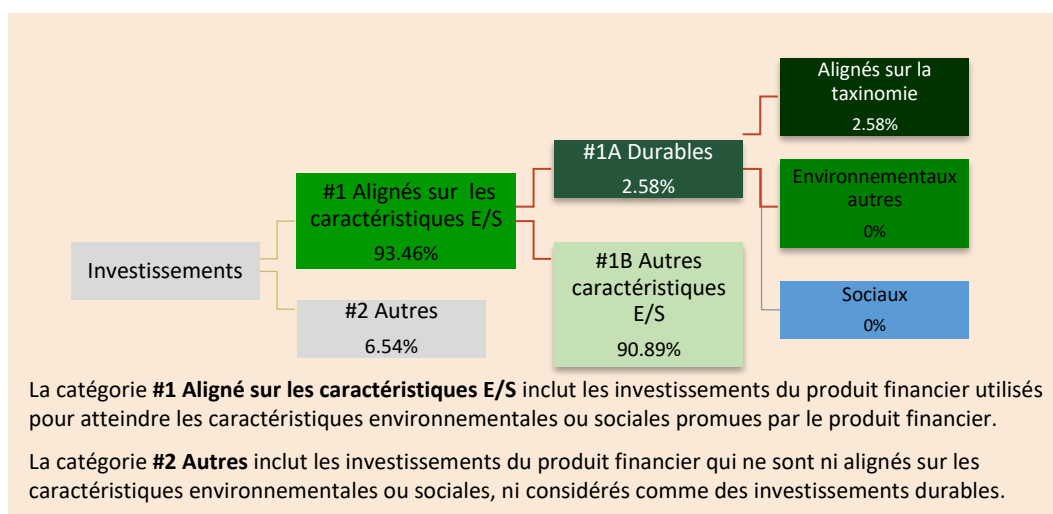 Investissements
#1 Alignés sur les
caractéristiques E/S
93.46%
#2 Autres
6.54%
#1A Durables
2.58%
#1B Autres
caractéristiques
E/S
90.89%
Alignés sur la
taxinomie
2.58%
Environnementaux
autres
0%
Sociaux
0%
La catégorie #1 Aligné sur les caractéristiques E/S inclut les investissements du produit financier utilisés
pour atteindre les caractéristiques environnementales ou sociales promues par le produit financier.
La catégorie #2 Autres inclut les investissements du produit financier qui ne sont ni alignés sur les
caractéristiques environnementales ou sociales, ni considérés comme des investissements durables.